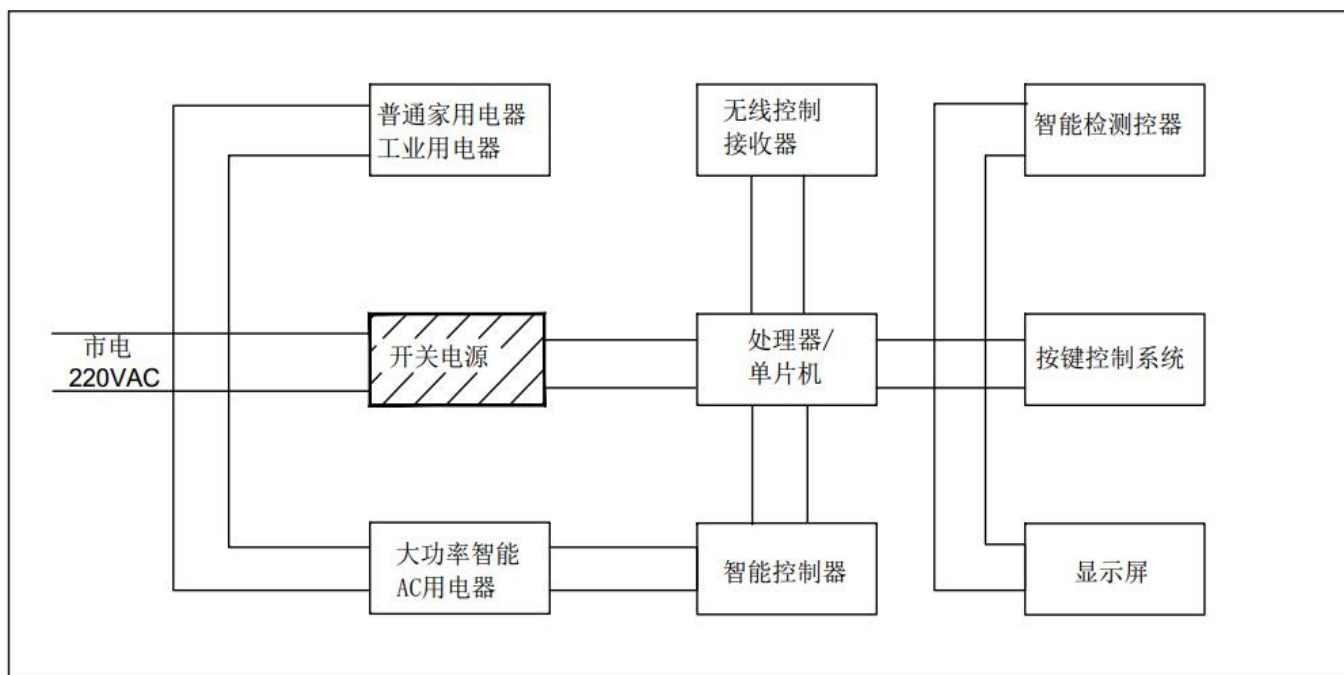 普通家用电器
工业用电器
无线控制
接收器
智能检测控器
市电
220VAC
开关电源
处理器/
单片机
按键控制系统
大功率智能
AC用电器
智能控制器
显示屏